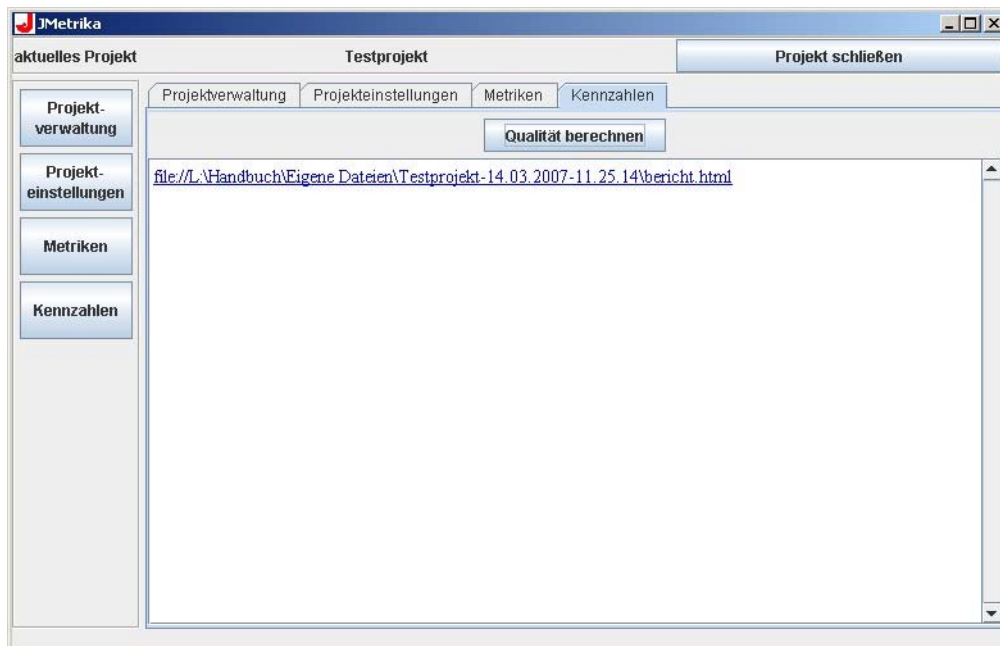 JMetrika
aktuelles Projekt Testprojekt Projekt schließen
Projekt-
verwaltung
Projekt-
einstellungen
Metriken
Kennzahlen
Projektverwaltung Projekteinstellungen Metriken Kennzahlen
Qualität berechnen
file://L:\Handbuch\Eigene Dateien\Testprojekt-14.03.2007-11.25.14\bericht.html